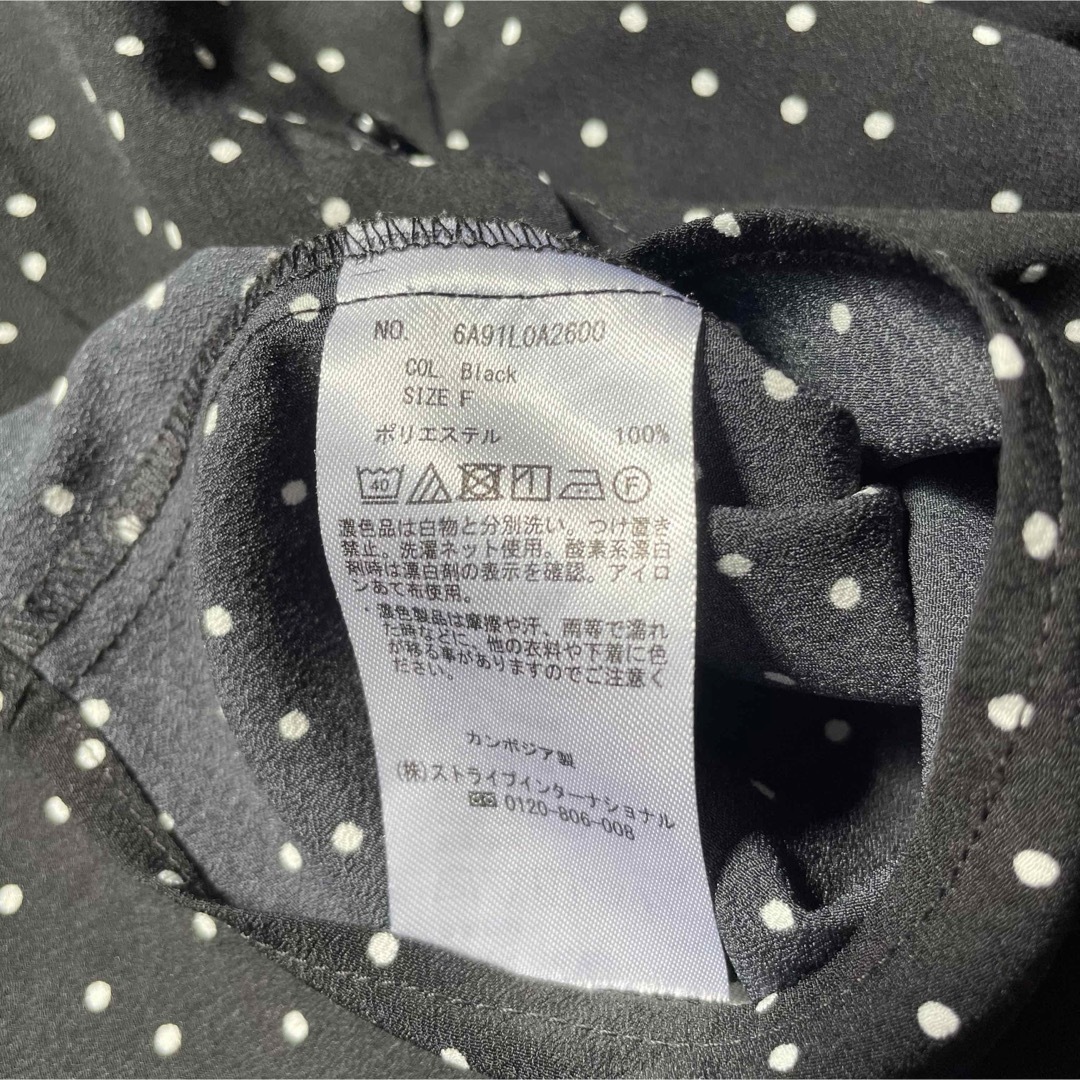 NO. 6A91L0A2600
COL. Black
SIZE F
ポリエステル 100%
40 F
濃色品は白物と分別洗い。つけ置き
禁止。洗濯ネット使用。酸素系漂白
剤時は漂白剤の表示を確認。アイロ
ンあて布使用。
・濃色製品は摩擦や汗、雨等で濡れ
た時などに 他の衣料や下着に色
が移る事がありますのでご注意く
ださい。
カンボジア製
(株)ストライプインターナショナル
0120-806-008